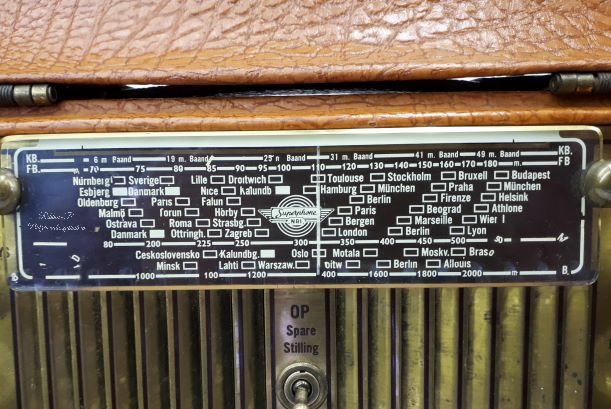 KB. 6 m Baand 19 m. Baand 25 m Baand 31 m. Baand 41 m. Baand 49 m. Baand KB.
FB. 70 75 80 85 90 95 100 110 120 130 140 150 160 170 180 m. FB.
Nürnberg Sverige Lille Droitwich Toulouse Stockholm Bruxell Budapest
Esbjerg Danmark Nice Kalundb Hamburg München Praha München
Oldenburg Paris Falun Berlin Firenze Helsink
Malmö Torun Hörby Superphone Paris Beograd Athlone
Ostrava Roma Strasbg. NRI Bergen Marseille Wier
Danmark Ottring. Zagreb London Berlin Lyon
80 200 225 250 300 350 400 450 500
Ceskoslovensko Kalundbg. Oslo Motala Moskv. Braso
Minsk Lahti Warszaw. Berlin Allouis
B. 1000 1200 400 1600 1800 2000 m. B.
OP
Spare
Stilling